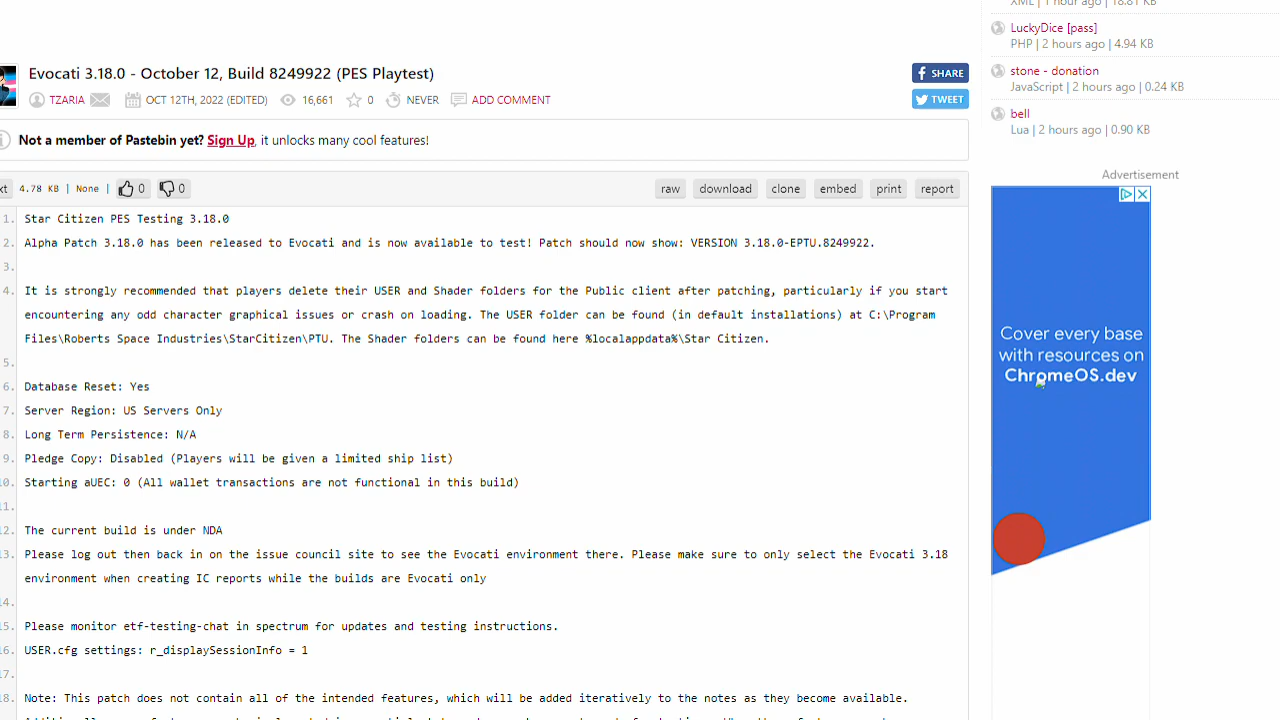 XML | 1 hour ago | 18.81 KB
LuckyDice [pass]
PHP | 2 hours ago | 4.94 KB
stone - donation
JavaScript | 2 hours ago | 0.24 KB
bell
Lua | 2 hours ago | 0.90 KB
Evocati 3.18.0 - October 12, Build 8249922 (PES Playtest)
TZARIA OCT 12TH, 2022 (EDITED) 16,661 0 NEVER ADD COMMENT
SHARE
TWEET
Not a member of Pastebin yet? Sign Up, it unlocks many cool features!
xt 4.78 KB | None | 0 0 raw download clone embed print report
1. Star Citizen PES Testing 3.18.0
2. Alpha Patch 3.18.0 has been released to Evocati and is now available to test! Patch should now show: VERSION 3.18.0-EPTU.8249922.
3.
4. It is strongly recommended that players delete their USER and Shader folders for the Public client after patching, particularly if you start
encountering any odd character graphical issues or crash on loading. The USER folder can be found (in default installations) at C:\Program
Files\Roberts Space Industries\StarCitizen\PTU. The Shader folders can be found here %localappdata%\Star Citizen.
5.
6. Database Reset: Yes
7. Server Region: US Servers Only
8. Long Term Persistence: N/A
9. Pledge Copy: Disabled (Players will be given a limited ship list)
10. Starting aUEC: 0 (All wallet transactions are not functional in this build)
11.
12. The current build is under NDA
13. Please log out then back in on the issue council site to see the Evocati environment there. Please make sure to only select the Evocati 3.18
environment when creating IC reports while the builds are Evocati only
14.
15. Please monitor etf-testing-chat in spectrum for updates and testing instructions.
16. USER.cfg settings: r_displaySessionInfo = 1
17.
18. Note: This patch does not contain all of the intended features, which will be added iteratively to the notes as they become available.
Advertisement
Cover every base
with resources on
ChromeOS.dev